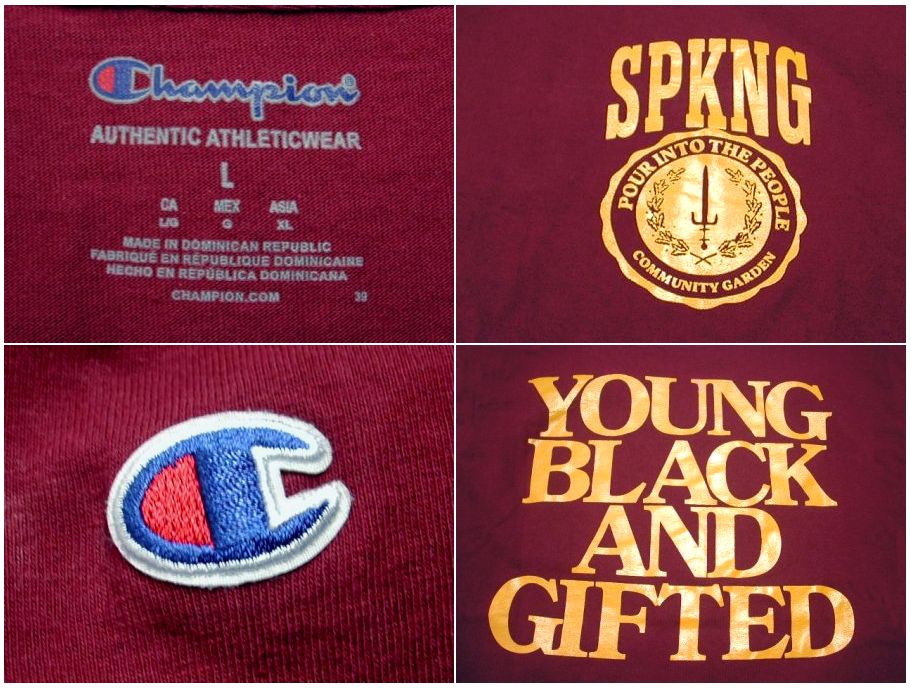 Champion
AUTHENTIC ATHLETICWEAR
L
CA MEX ASIA
L/G G XL
MADE IN DOMINICAN REPUBLIC
FABRIQUÉ EN RÉPUBLIQUE DOMINICAINE
HECHO EN REPÚBLICA DOMINICANA
CHAMPION.COM 39
SPKNG
POUR INTO THE PEOPLE
COMMUNITY GARDEN
YOUNG
BLACK
AND
GIFTED